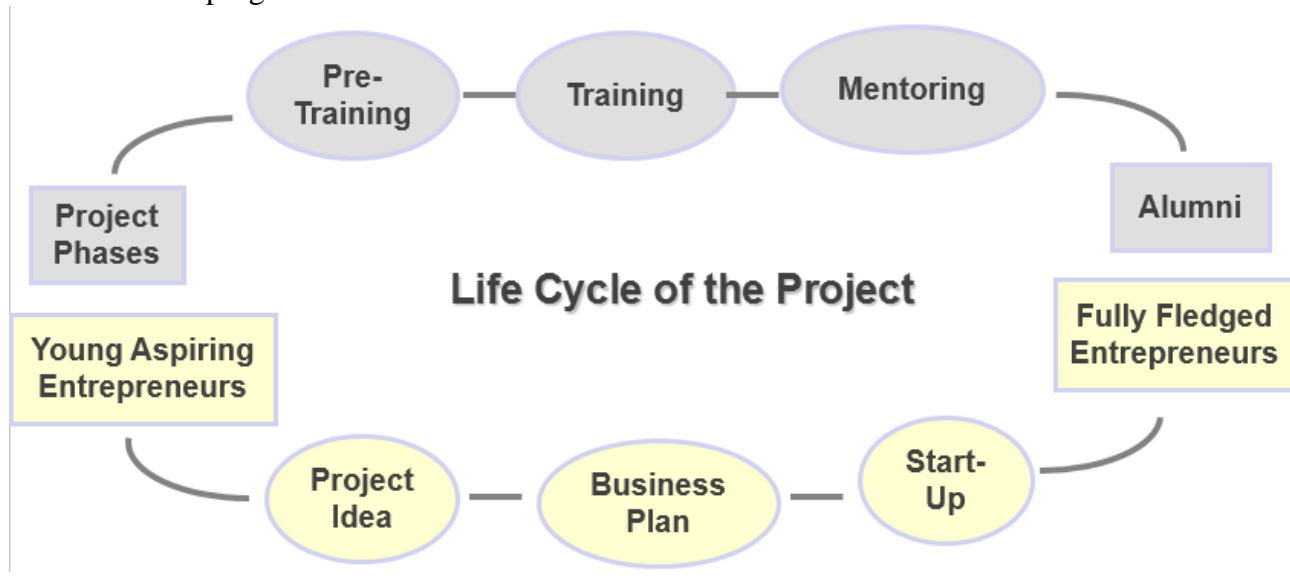 Pre-
Training
Training
Mentoring
Project
Phases
Alumni
Life Cycle of the Project
Young Aspiring
Entrepreneurs
Fully Fledged
Entrepreneurs
Project
Idea
Business
Plan
Start-
Up